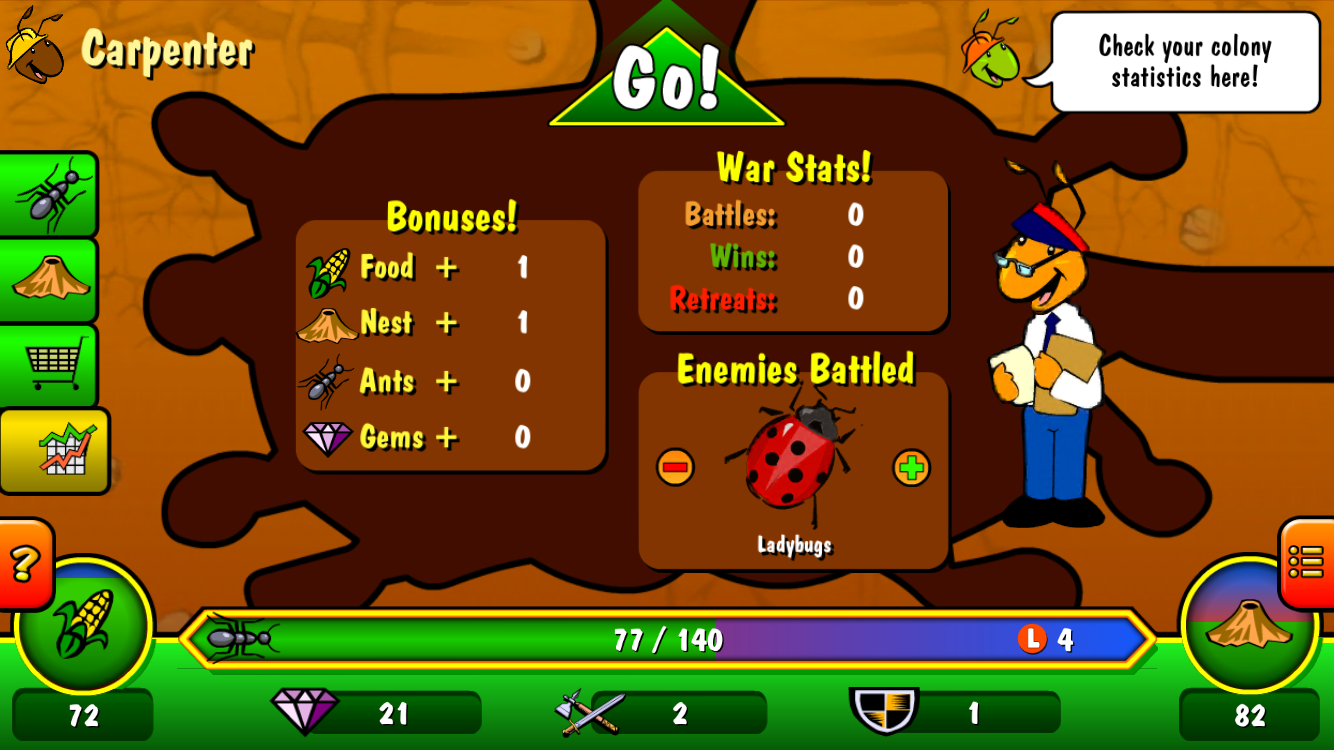 Carpenter
Go!
Check your colony
statistics here!
Bonuses!
Food + 1
Nest + 1
Ants + 0
Gems + 0
War Stats!
Battles: 0
Wins: 0
Retreats: 0
Enemies Battled
Ladybugs
?
77 / 140
L 4
72
21
2
1
82